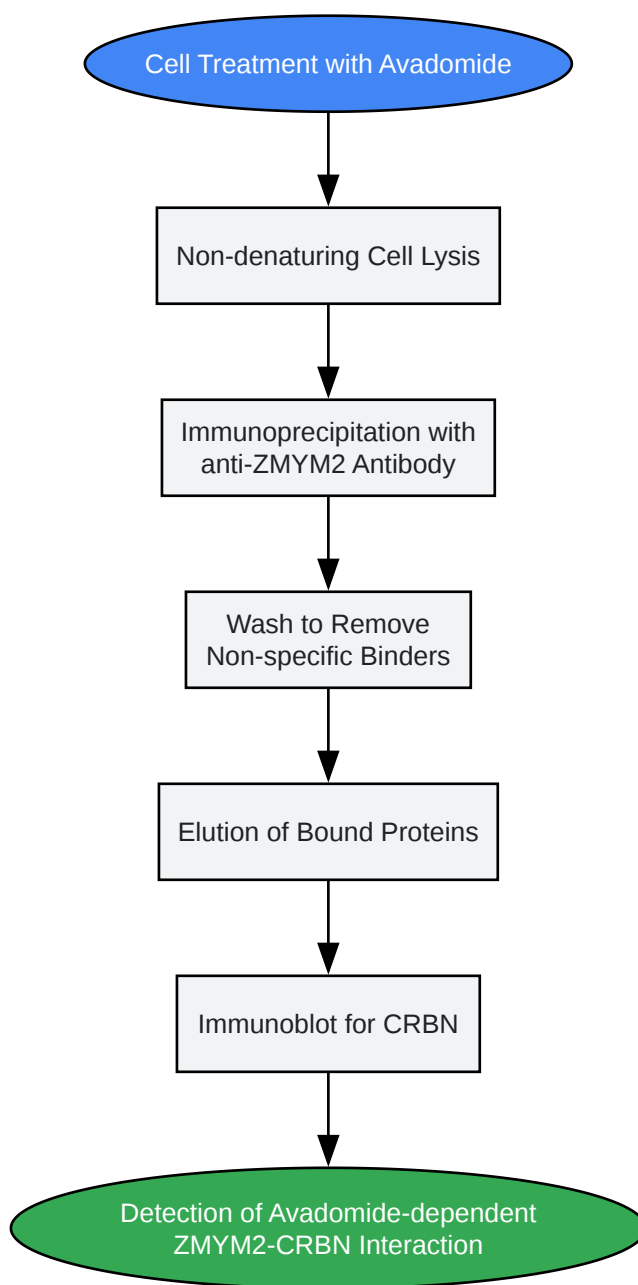 Cell Treatment with Avadomide
Non-denaturing Cell Lysis
Immunoprecipitation with
anti-ZMYM2 Antibody
Wash to Remove
Non-specific Binders
Elution of Bound Proteins
Immunoblot for CRBN
Detection of Avadomide-dependent
ZMYM2-CRBN Interaction